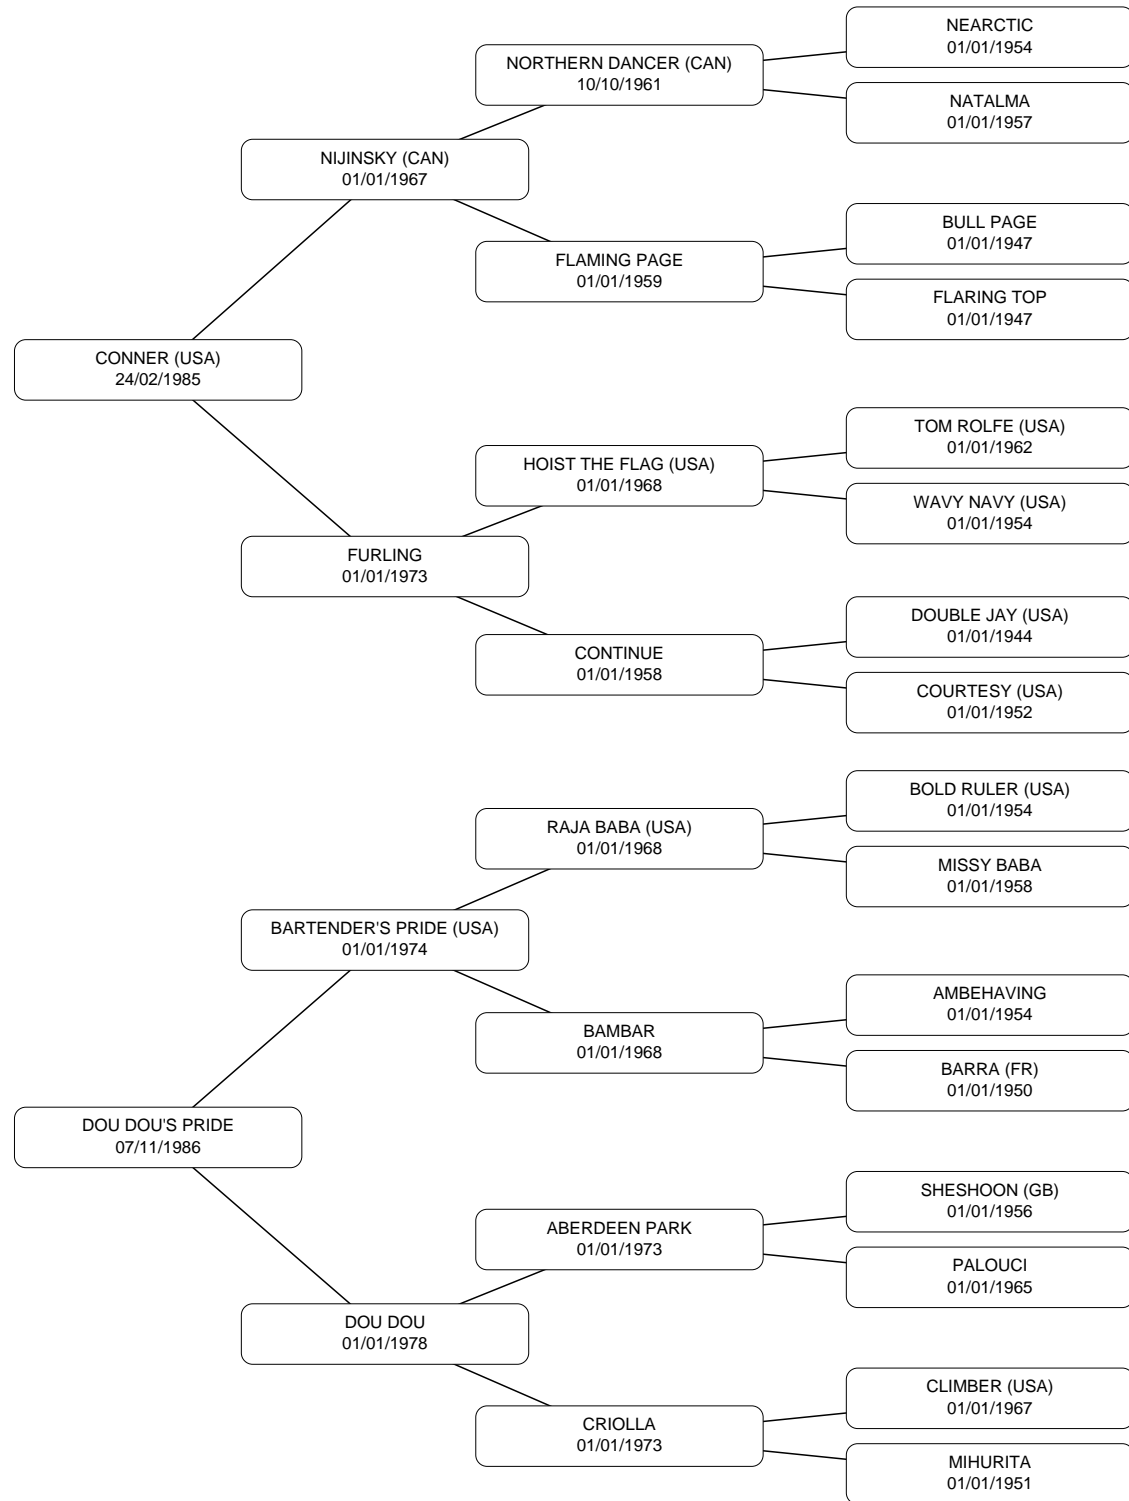 NEARCTIC
01/01/1954
NORTHERN DANCER (CAN)
10/10/1961
NATALMA
01/01/1957
NIJINSKY (CAN)
01/01/1967
BULL PAGE
01/01/1947
FLAMING PAGE
01/01/1959
FLARING TOP
01/01/1947
CONNER (USA)
24/02/1985
TOM ROLFE (USA)
01/01/1962
HOIST THE FLAG (USA)
01/01/1968
WAVY NAVY (USA)
01/01/1954
FURLING
01/01/1973
DOUBLE JAY (USA)
01/01/1944
CONTINUE
01/01/1958
COURTESY (USA)
01/01/1952
BOLD RULER (USA)
01/01/1954
RAJA BABA (USA)
01/01/1968
MISSY BABA
01/01/1958
BARTENDER'S PRIDE (USA)
01/01/1974
AMBEHAVING
01/01/1954
BAMBAR
01/01/1968
BARRA (FR)
01/01/1950
DOU DOU'S PRIDE
07/11/1986
SHESHOON (GB)
01/01/1956
ABERDEEN PARK
01/01/1973
PALOUCI
01/01/1965
DOU DOU
01/01/1978
CLIMBER (USA)
01/01/1967
CRIOLLA
01/01/1973
MIHURITA
01/01/1951